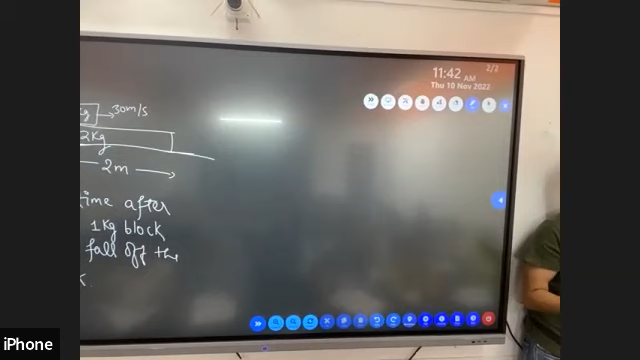 11:42 AM
2/2
Thu 10 Nov 2022
30m/s
2Kg
2m
time after
1Kg block
fall off the
iPhone